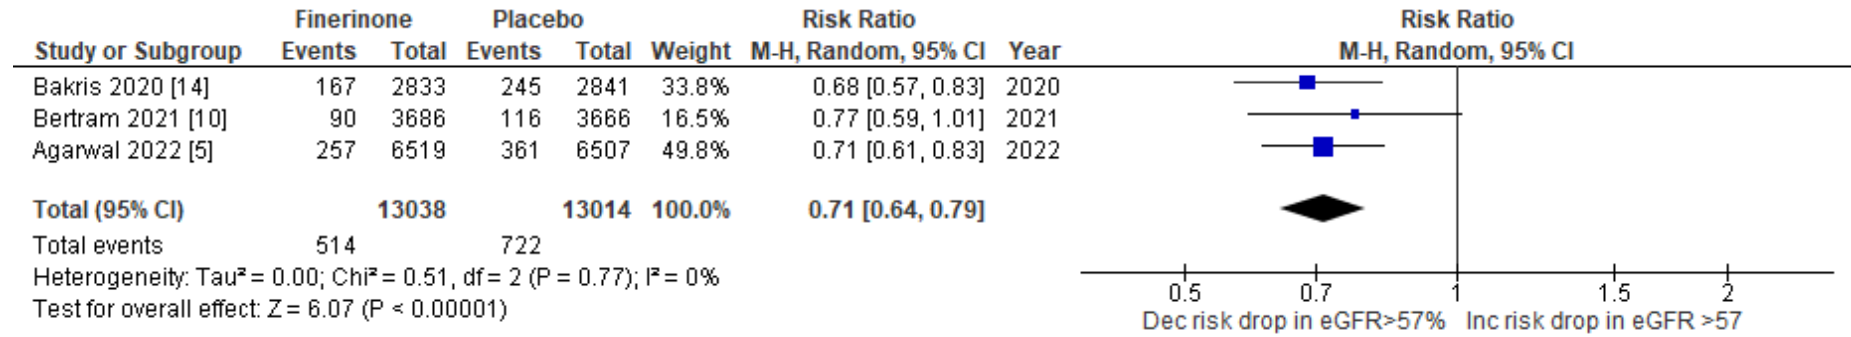 Finerinone Placebo Risk Ratio Risk Ratio
Study or Subgroup Events Total Events Total Weight M-H, Random, 95% CI Year M-H, Random, 95% CI
Bakris 2020 [14] 167 2833 245 2841 33.8% 0.68 [0.57, 0.83] 2020
Bertram 2021 [10] 90 3686 116 3666 16.5% 0.77 [0.59, 1.01] 2021
Agarwal 2022 [5] 257 6519 361 6507 49.8% 0.71 [0.61, 0.83] 2022
Total (95% CI) 13038 13014 100.0% 0.71 [0.64, 0.79]
Total events 514 722
Heterogeneity: Tau² = 0.00; Chi² = 0.51, df = 2 (P = 0.77); I² = 0%
Test for overall effect: Z = 6.07 (P < 0.00001)
0.5 0.7 1 1.5 2
Dec risk drop in eGFR>57% Inc risk drop in eGFR >57